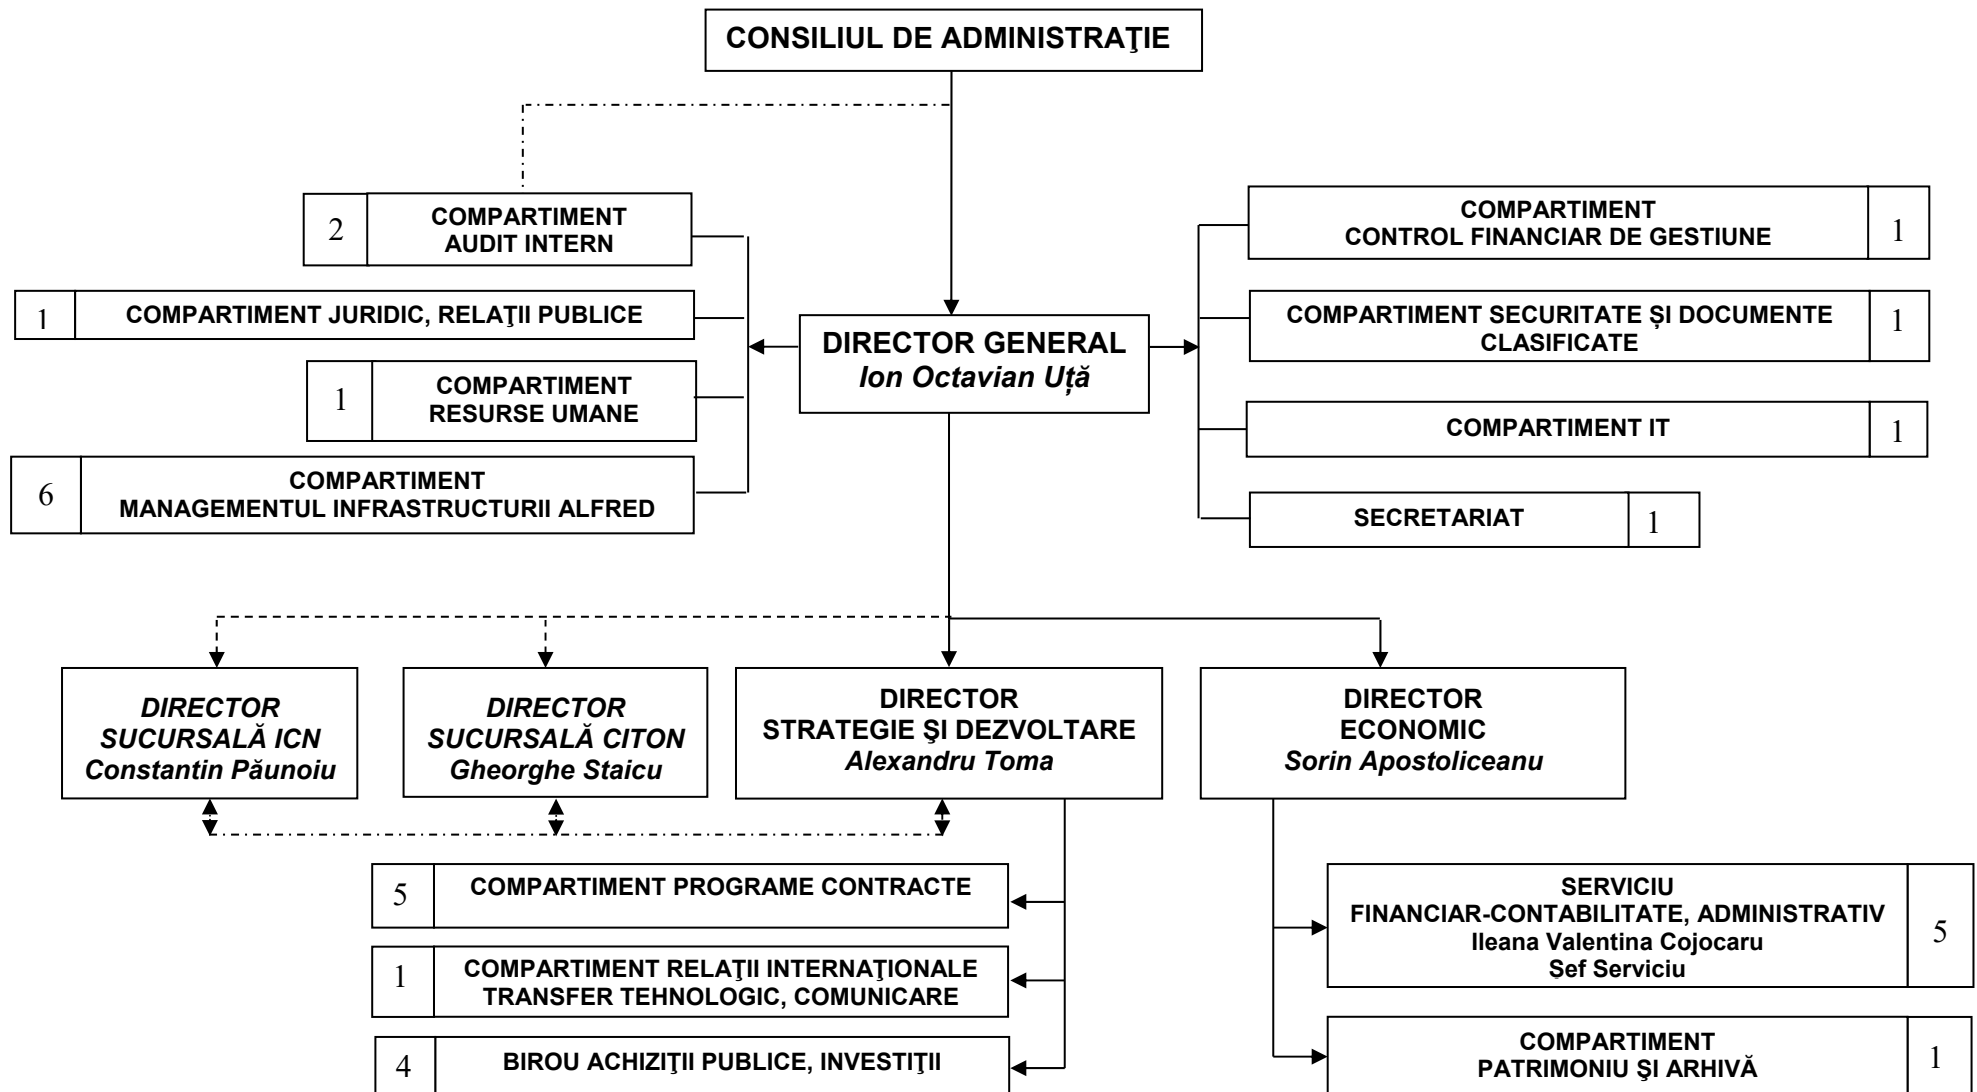 CONSILIUL DE ADMINISTRAŢIE
2
COMPARTIMENT
AUDIT INTERN
1
COMPARTIMENT JURIDIC, RELAŢII PUBLICE
1
COMPARTIMENT
RESURSE UMANE
6
COMPARTIMENT
MANAGEMENTUL INFRASTRUCTURII ALFRED
DIRECTOR GENERAL
Ion Octavian Uță
COMPARTIMENT
CONTROL FINANCIAR DE GESTIUNE
1
COMPARTIMENT SECURITATE ȘI DOCUMENTE
CLASIFICATE
1
COMPARTIMENT IT
1
SECRETARIAT
1
DIRECTOR
SUCURSALĂ ICN
Constantin Păunoiu
DIRECTOR
SUCURSALĂ CITON
Gheorghe Staicu
DIRECTOR
STRATEGIE ŞI DEZVOLTARE
Alexandru Toma
DIRECTOR
ECONOMIC
Sorin Apostoliceanu
5
COMPARTIMENT PROGRAME CONTRACTE
1
COMPARTIMENT RELAŢII INTERNAŢIONALE
TRANSFER TEHNOLOGIC, COMUNICARE
4
BIROU ACHIZIŢII PUBLICE, INVESTIŢII
SERVICIU
FINANCIAR-CONTABILITATE, ADMINISTRATIV
Ileana Valentina Cojocaru
Șef Serviciu
5
COMPARTIMENT
PATRIMONIU ŞI ARHIVĂ
1